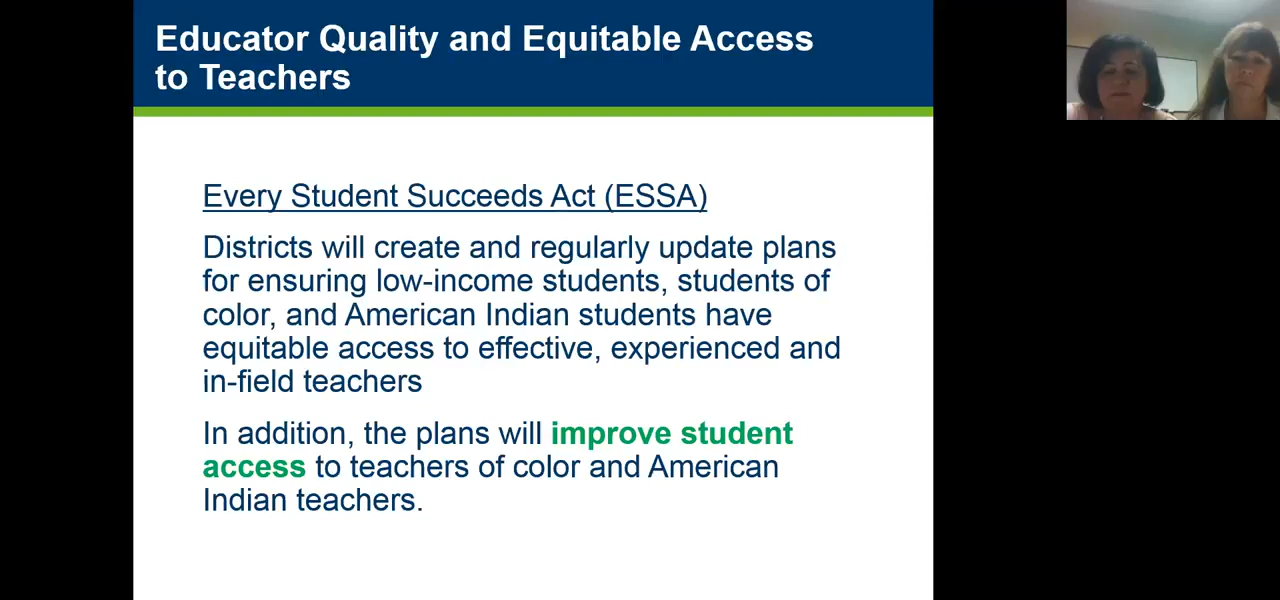 Educator Quality and Equitable Access
to Teachers
Every Student Succeeds Act (ESSA)
Districts will create and regularly update plans
for ensuring low-income students, students of
color, and American Indian students have
equitable access to effective, experienced and
in-field teachers
In addition, the plans will improve student
access to teachers of color and American
Indian teachers.